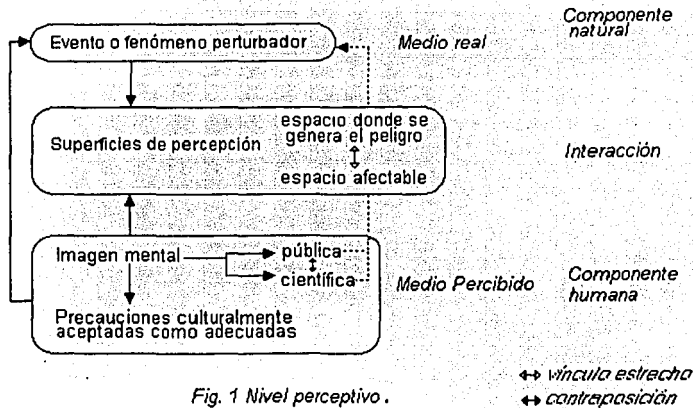 Componente
natural
Evento o fenómeno perturbador
Medio real
Superficies de percepción
espacio donde se
genera el peligro
espacio afectable
Interacción
Imagen mental
pública
científica
Medio Percibido
Componente
humana
Precauciones culturalmente
aceptadas como adecuadas
Fig. 1 Nivel perceptivo.
vínculo estrecho
contraposición